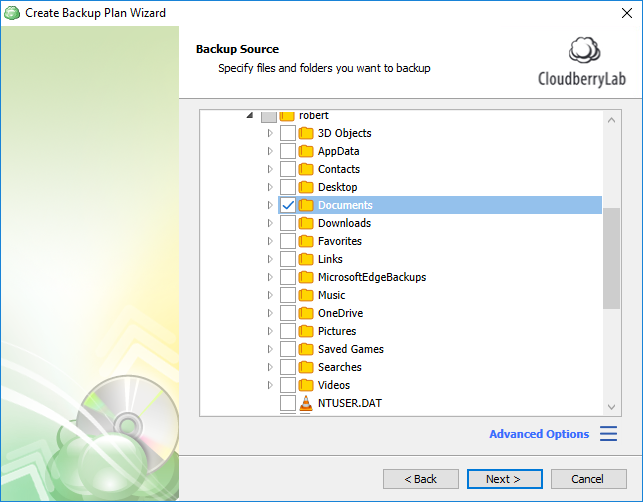 Create Backup Plan Wizard
Backup Source
Specify files and folders you want to backup
CloudberryLab
robert
3D Objects
AppData
Contacts
Desktop
Documents
Downloads
Favorites
Links
MicrosoftEdgeBackups
Music
OneDrive
Pictures
Saved Games
Searches
Videos
NTUSER.DAT
Advanced Options
< Back
Next >
Cancel